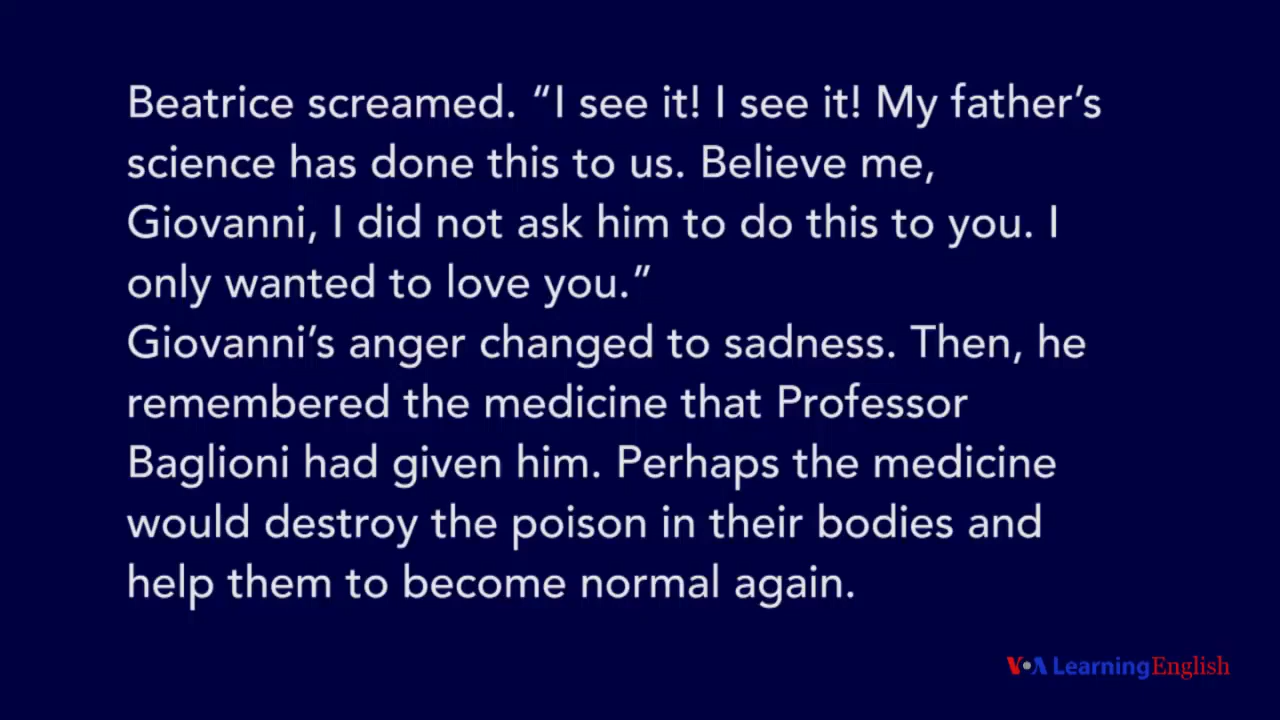 Beatrice screamed. “I see it! I see it! My father’s
science has done this to us. Believe me,
Giovanni, I did not ask him to do this to you. I
only wanted to love you.”
Giovanni’s anger changed to sadness. Then, he
remembered the medicine that Professor
Baglioni had given him. Perhaps the medicine
would destroy the poison in their bodies and
help them to become normal again.
VOA Learning English